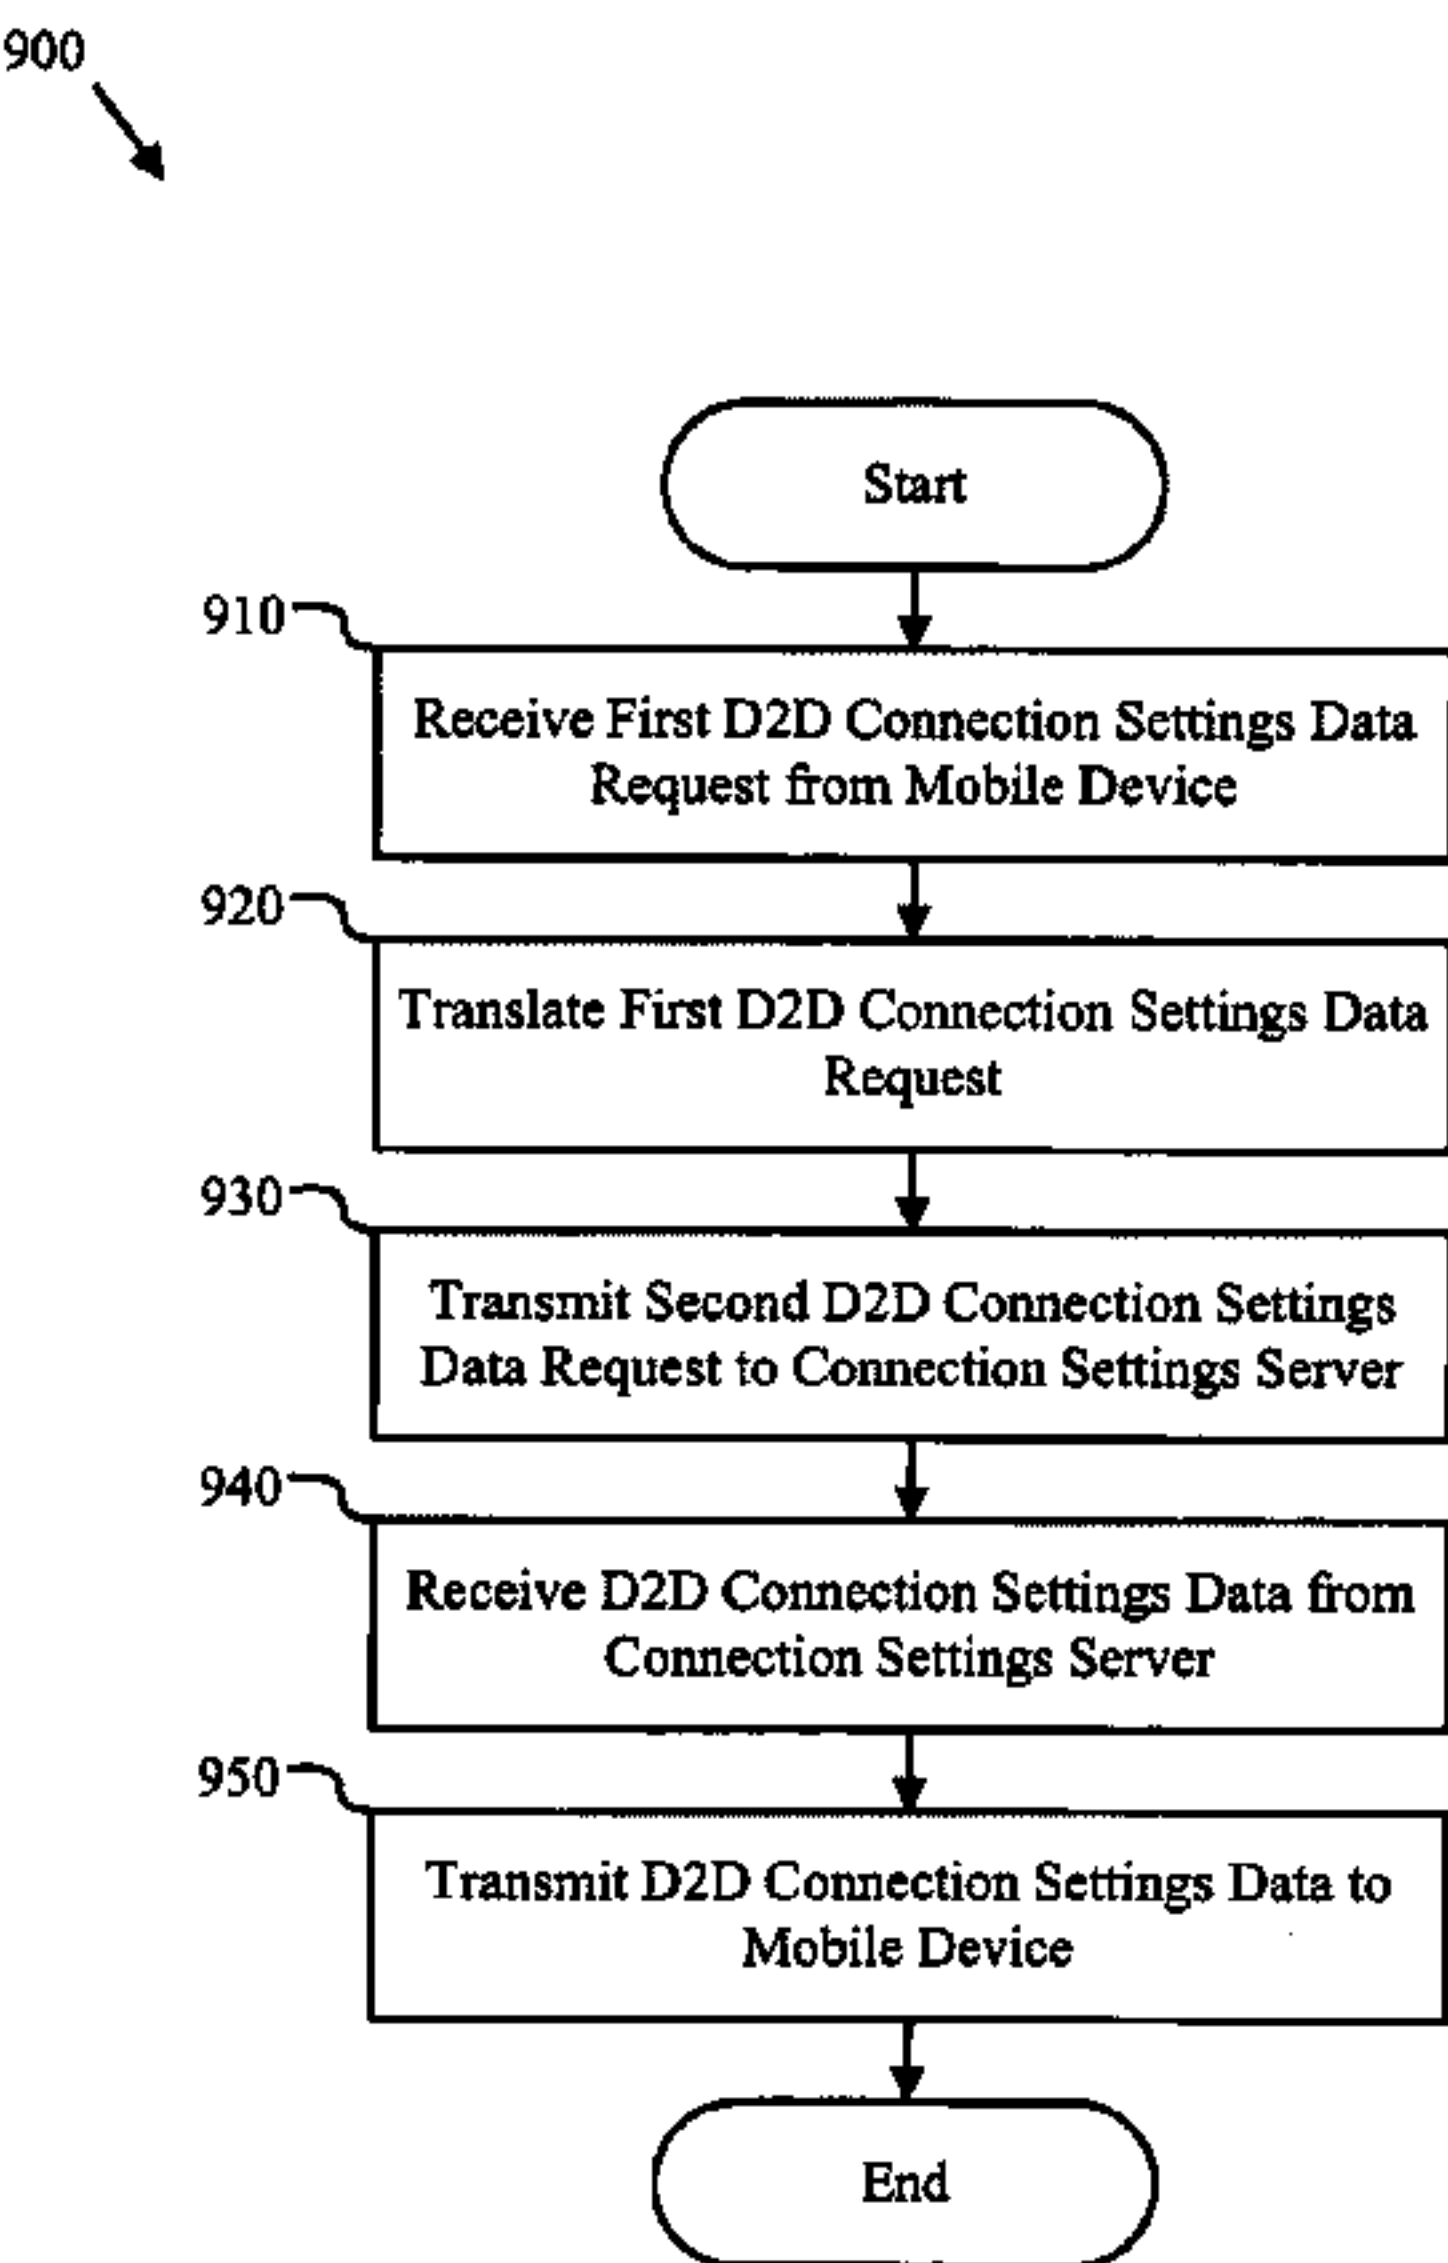 900
Start
910
Receive First D2D Connection Settings Data
Request from Mobile Device
920
Translate First D2D Connection Settings Data
Request
930
Transmit Second D2D Connection Settings
Data Request to Connection Settings Server
940
Receive D2D Connection Settings Data from
Connection Settings Server
950
Transmit D2D Connection Settings Data to
Mobile Device
End